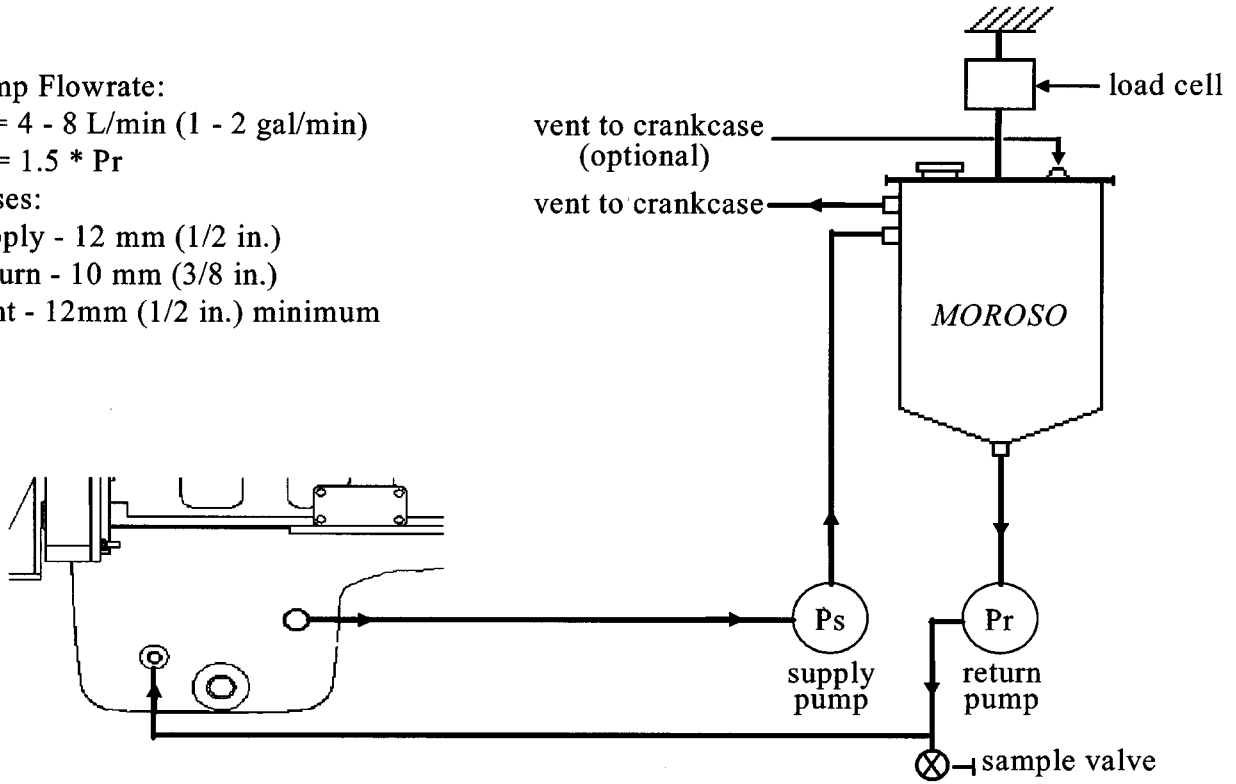 mp Flowrate:
= 4 - 8 L/min (1 - 2 gal/min)
= 1.5 * Pr
ses:
ply - 12 mm (1/2 in.)
urn - 10 mm (3/8 in.)
nt - 12mm (1/2 in.) minimum
load cell
vent to crankcase
(optional)
vent to crankcase
MOROSO
Ps
Pr
supply
pump
return
pump
sample valve